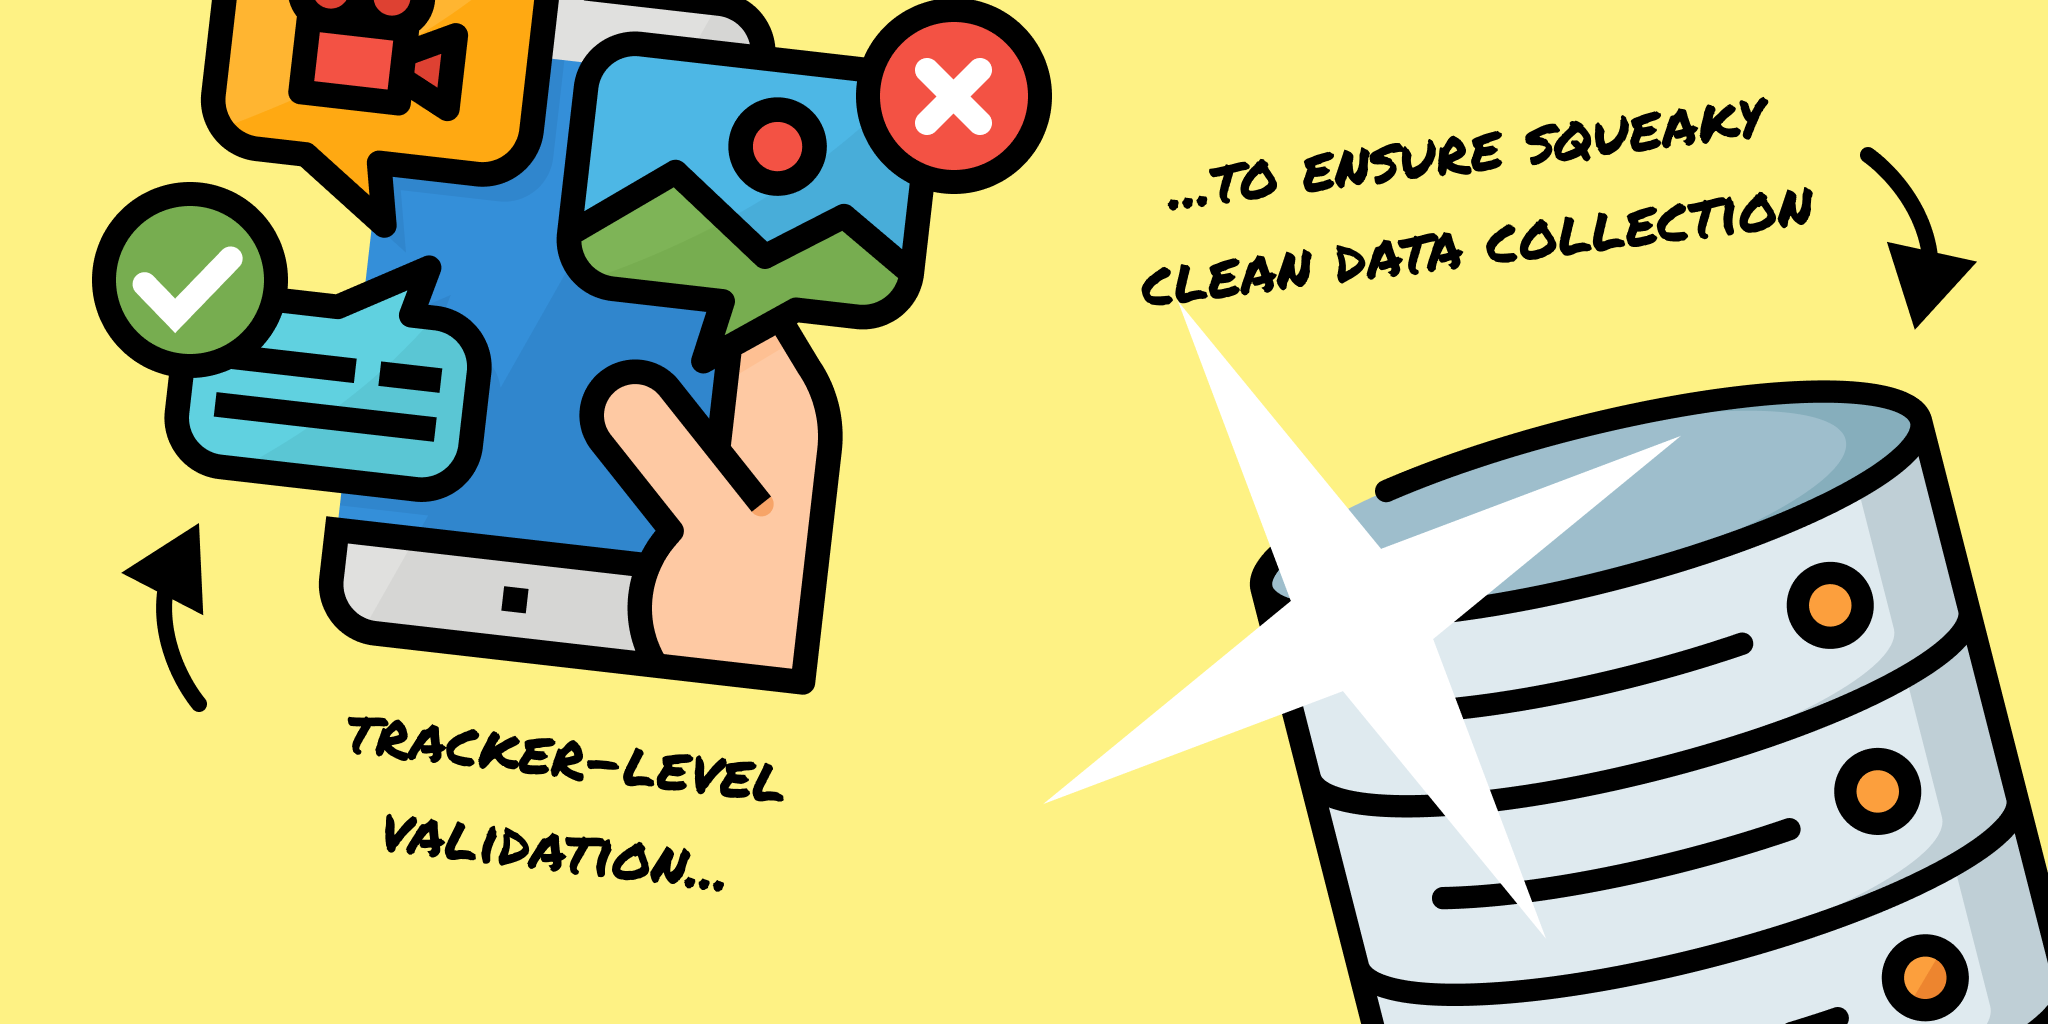 TRACKER-LEVEL
VALIDATION...
...TO ENSURE SQUEAKY
CLEAN DATA COLLECTION